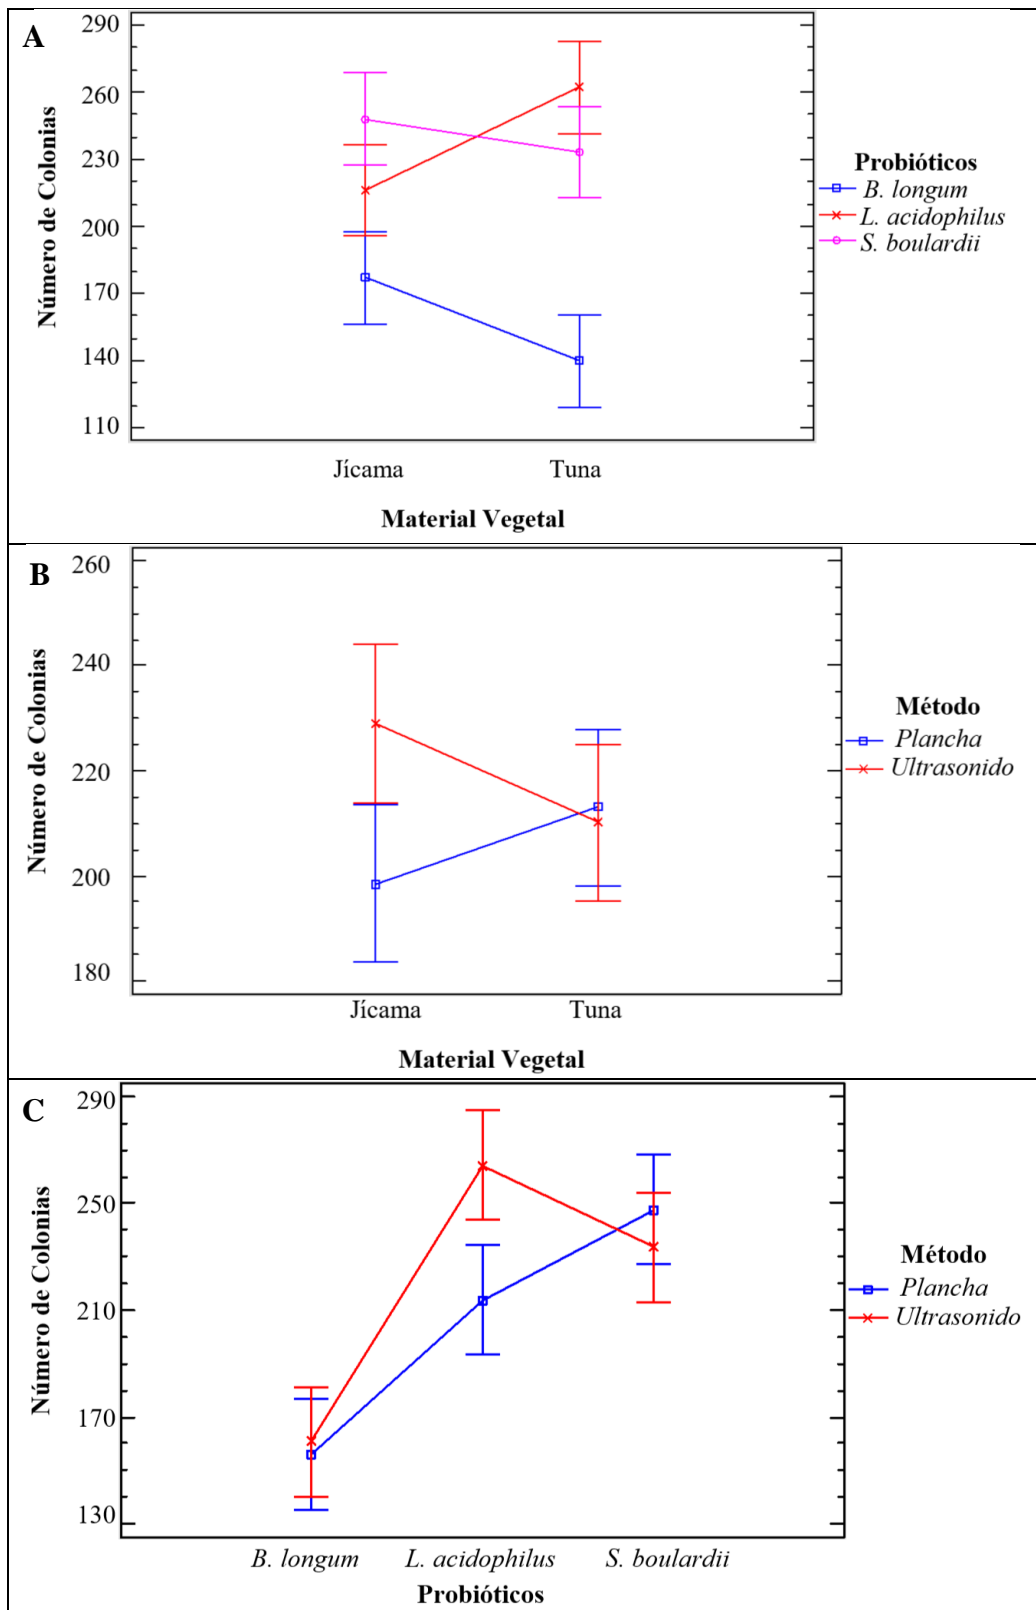 A
290
260
230
200
170
140
110
Número de Colonias
Jícama Tuna
Material Vegetal
Probióticos
B. longum
L. acidophilus
S. boulardii
B
260
240
220
200
180
Número de Colonias
Jícama Tuna
Material Vegetal
Método
Plancha
Ultrasonido
C
290
250
210
170
130
Número de Colonias
B. longum L. acidophilus S. boulardii
Probióticos
Método
Plancha
Ultrasonido